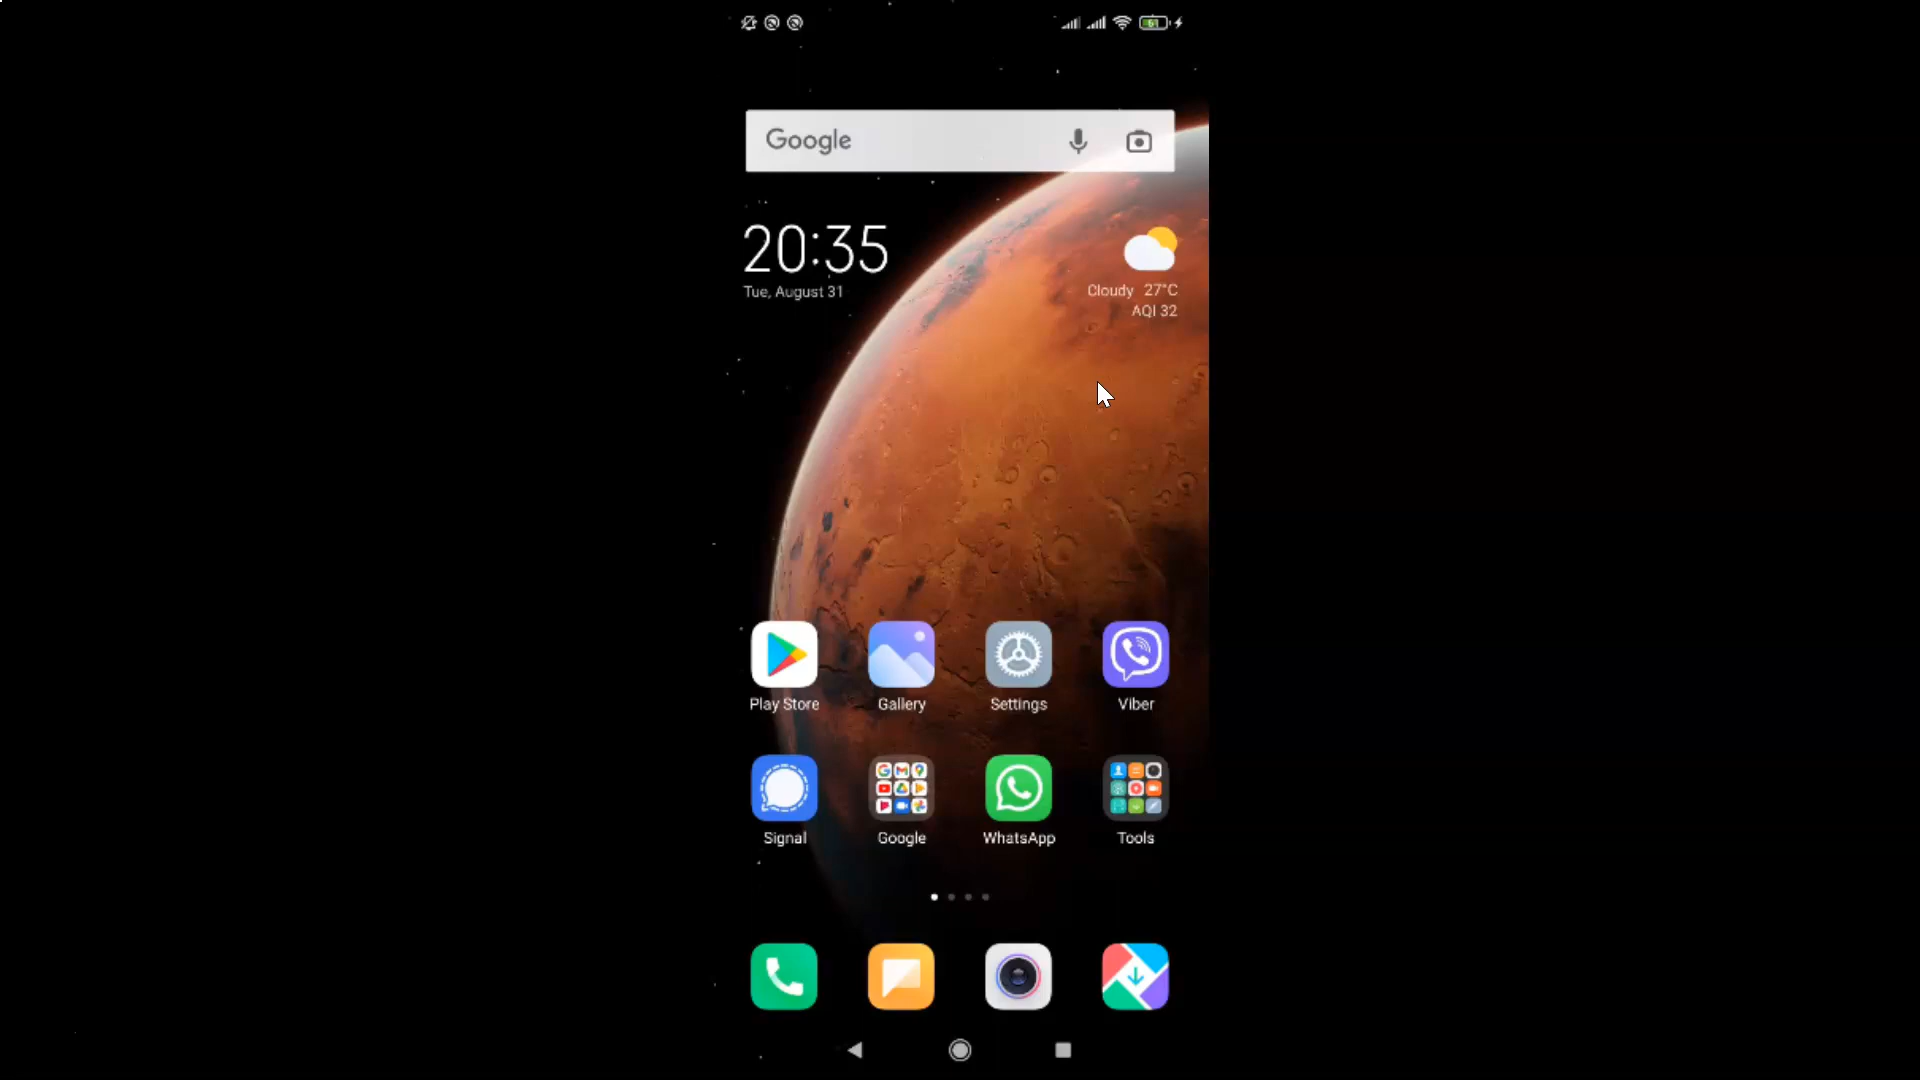 Google
20:35
Tue, August 31
Cloudy 27°C
AQI 32
Play Store
Gallery
Settings
Viber
Signal
Google
WhatsApp
Tools